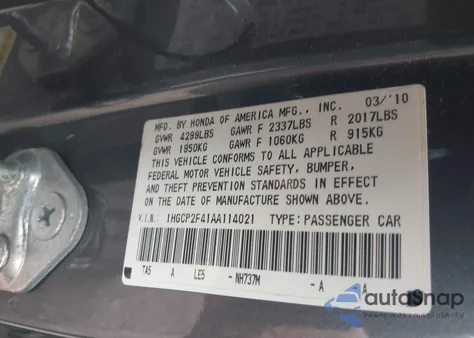 MFD. BY HONDA OF AMERICA MFG., INC. 03/'10
GVWR 4299LBS GAWR F 2337LBS R 2017LBS
GVWR 1950KG GAWR F 1060KG R 915KG
THIS VEHICLE CONFORMS TO ALL APPLICABLE
FEDERAL MOTOR VEHICLE SAFETY, BUMPER,
AND THEFT PREVENTION STANDARDS IN EFFECT
ON THE DATE OF MANUFACTURE SHOWN ABOVE.
V.I.N: 1HGCP2F41AA114021 TYPE: PASSENGER CAR
TA5 A LE5 - NH737M - A A
autoSnap